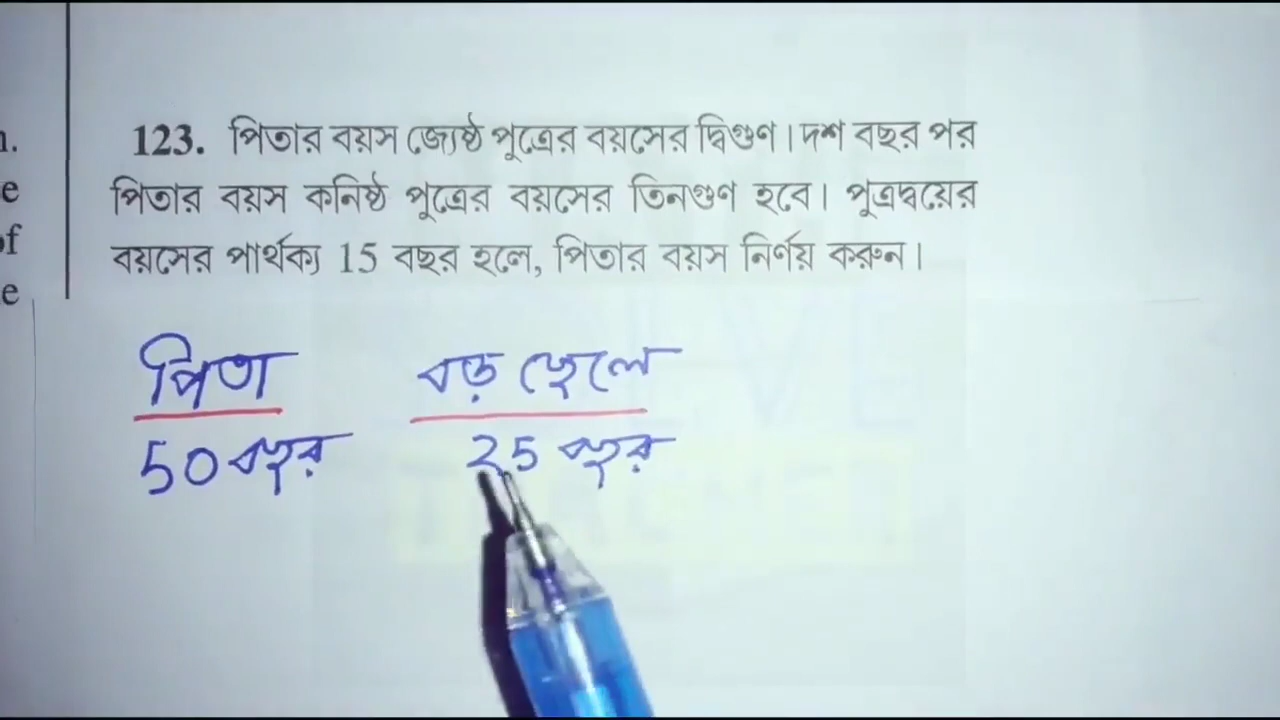 n.
e
of
e
123. পিতার বয়স জ্যেষ্ঠ পুত্রের বয়সের দ্বিগুণ। দশ বছর পর
পিতার বয়স কনিষ্ঠ পুত্রের বয়সের তিনগুণ হবে। পুত্রদ্বয়ের
বয়সের পার্থক্য 15 বছর হলে, পিতার বয়স নির্ণয় করুন।
পিতা বড় ছেলে
50 বছর 25 বছর